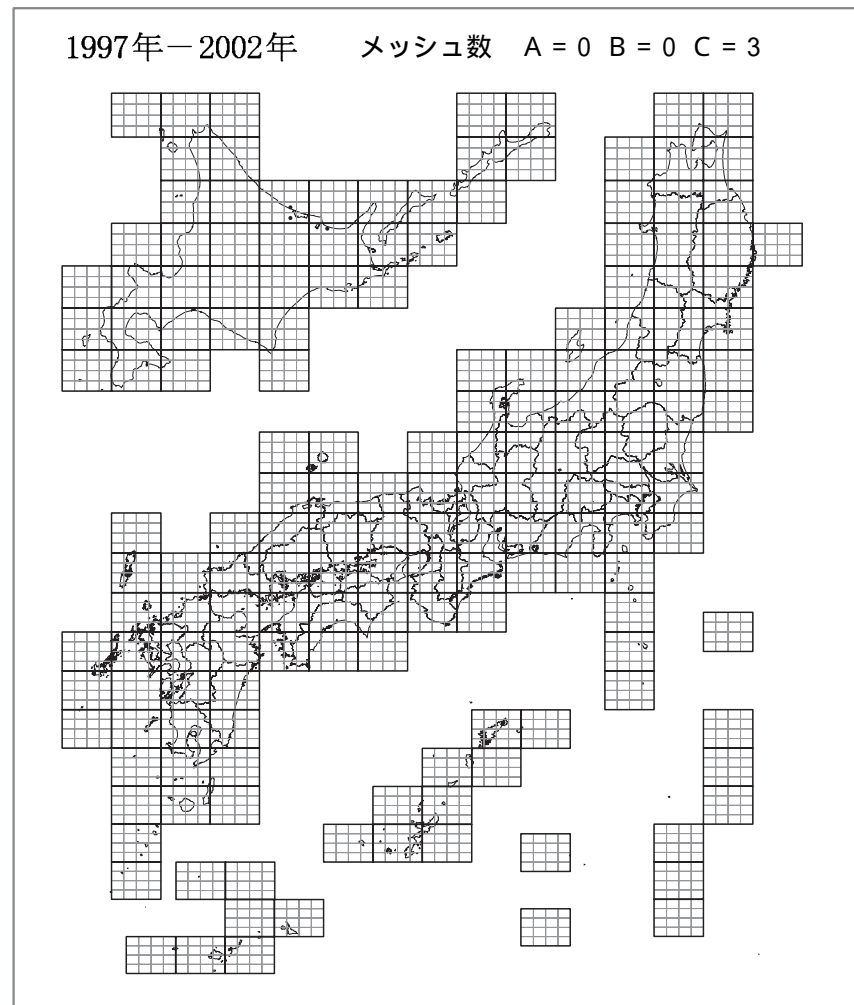 1997年－2002年 メッシュ数 A = 0 B = 0 C = 3